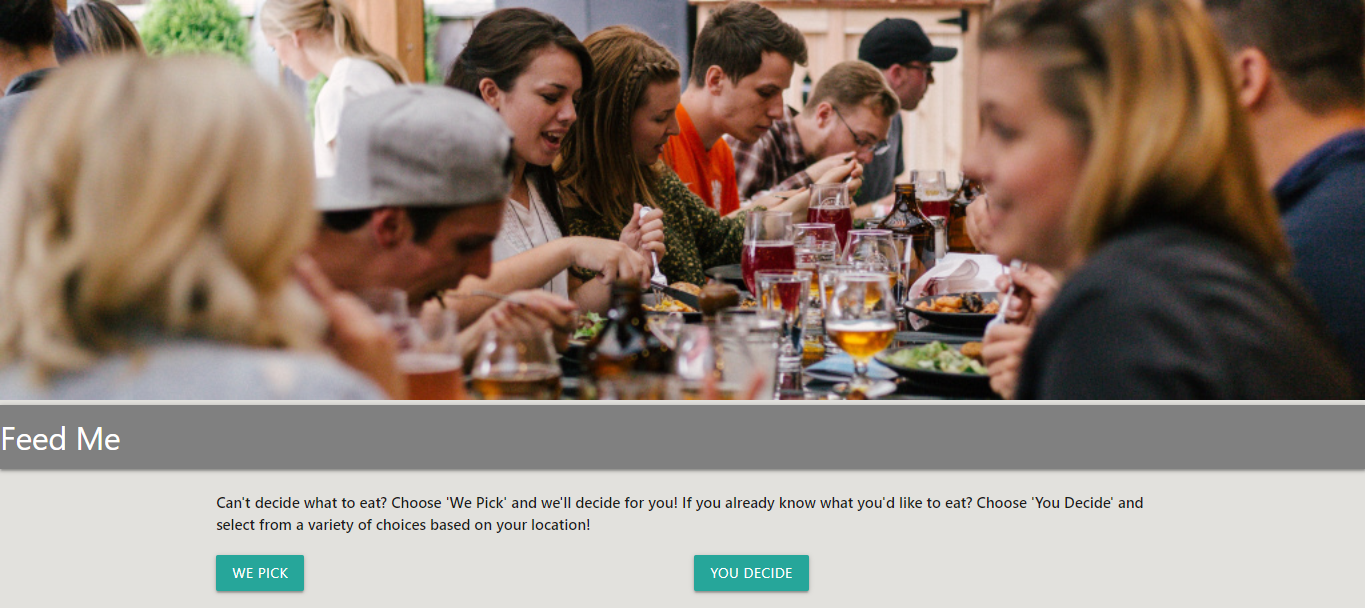 Feed Me
Can't decide what to eat? Choose 'We Pick' and we'll decide for you! If you already know what you'd like to eat? Choose 'You Decide' and
select from a variety of choices based on your location!
WE PICK
YOU DECIDE